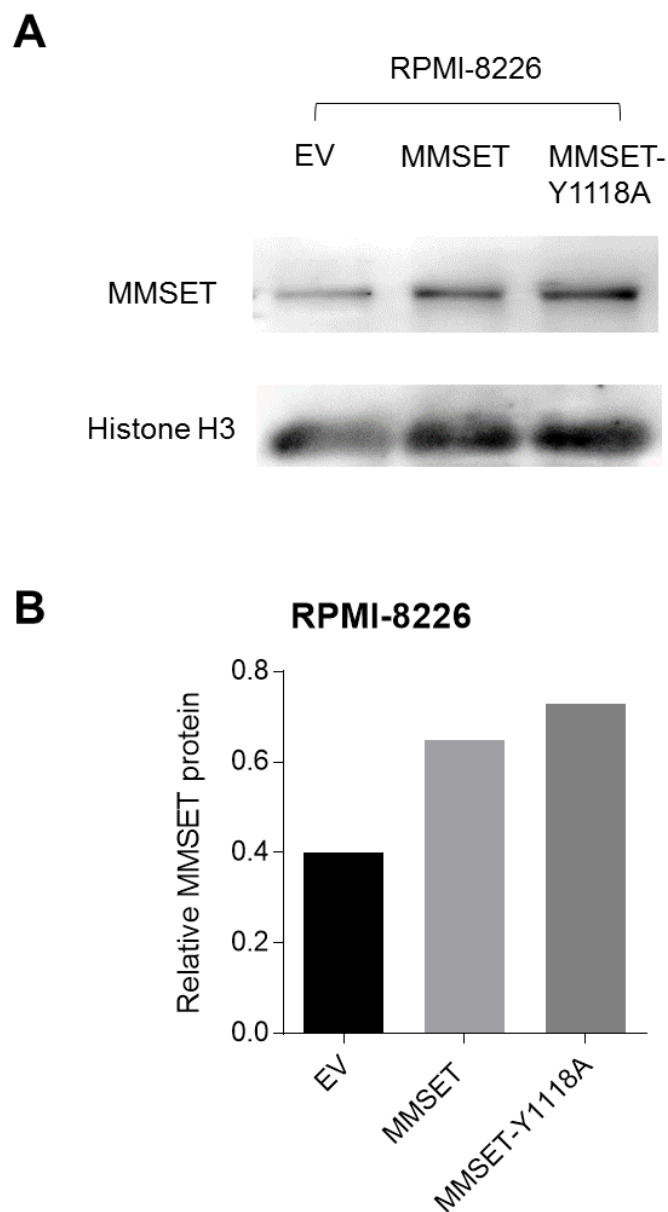 A
RPMI-8226
EV MMSET MMSET-
Y1118A
MMSET
Histone H3
B
RPMI-8226
Relative MMSET protein
0.8
0.6
0.4
0.2
0.0
EV
MMSET
MMSET-Y1118A